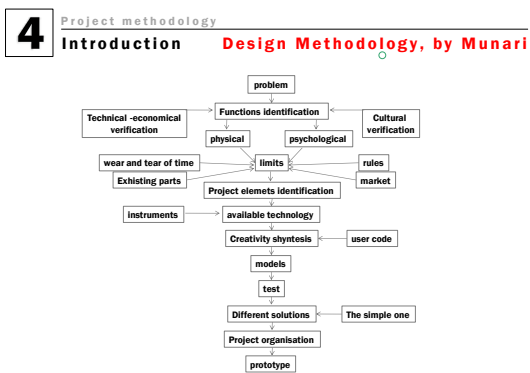 4
Project methodology
Introduction Design Methodology, by Munari
problem
Functions identification
Technical -economical
verification
Cultural
verification
physical
psychological
wear and tear of time
limits
rules
Exhisting parts
market
Project elemets identification
instruments
available technology
Creativity shyntesis
user code
models
test
Different solutions
The simple one
Project organisation
prototype